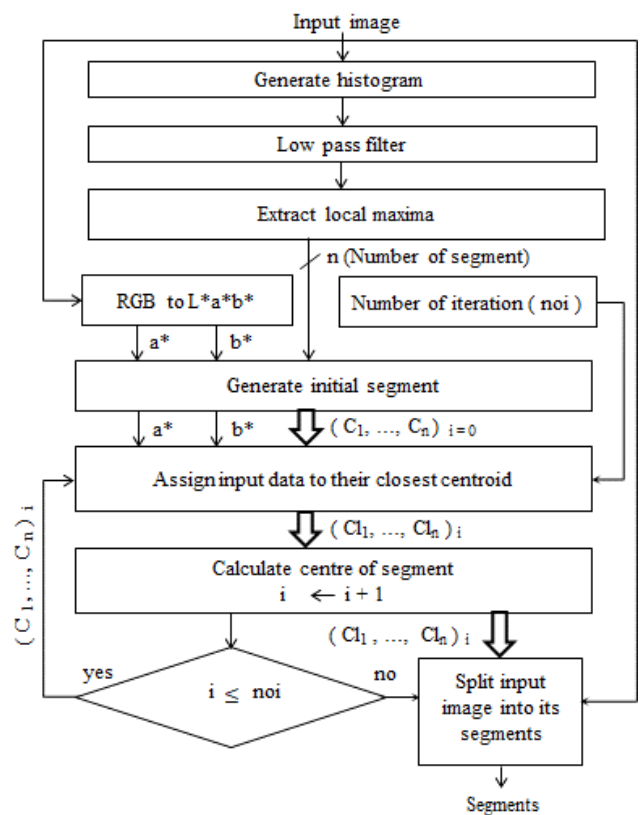 Input image
Generate histogram
Low pass filter
Extract local maxima
n (Number of segment)
RGB to L*a*b*
Number of iteration ( noi )
a*
b*
Generate initial segment
a*
b*
( C1, ..., Cn) i = 0
Assign input data to their closest centroid
( C1, ..., Cn) i
( Cl1, ..., Cln) i
Calculate centre of segment
i ← i + 1
( Cl1 , ..., Cln) i
yes
i ≤ noi
no
Split input
image into its
segments
Segments